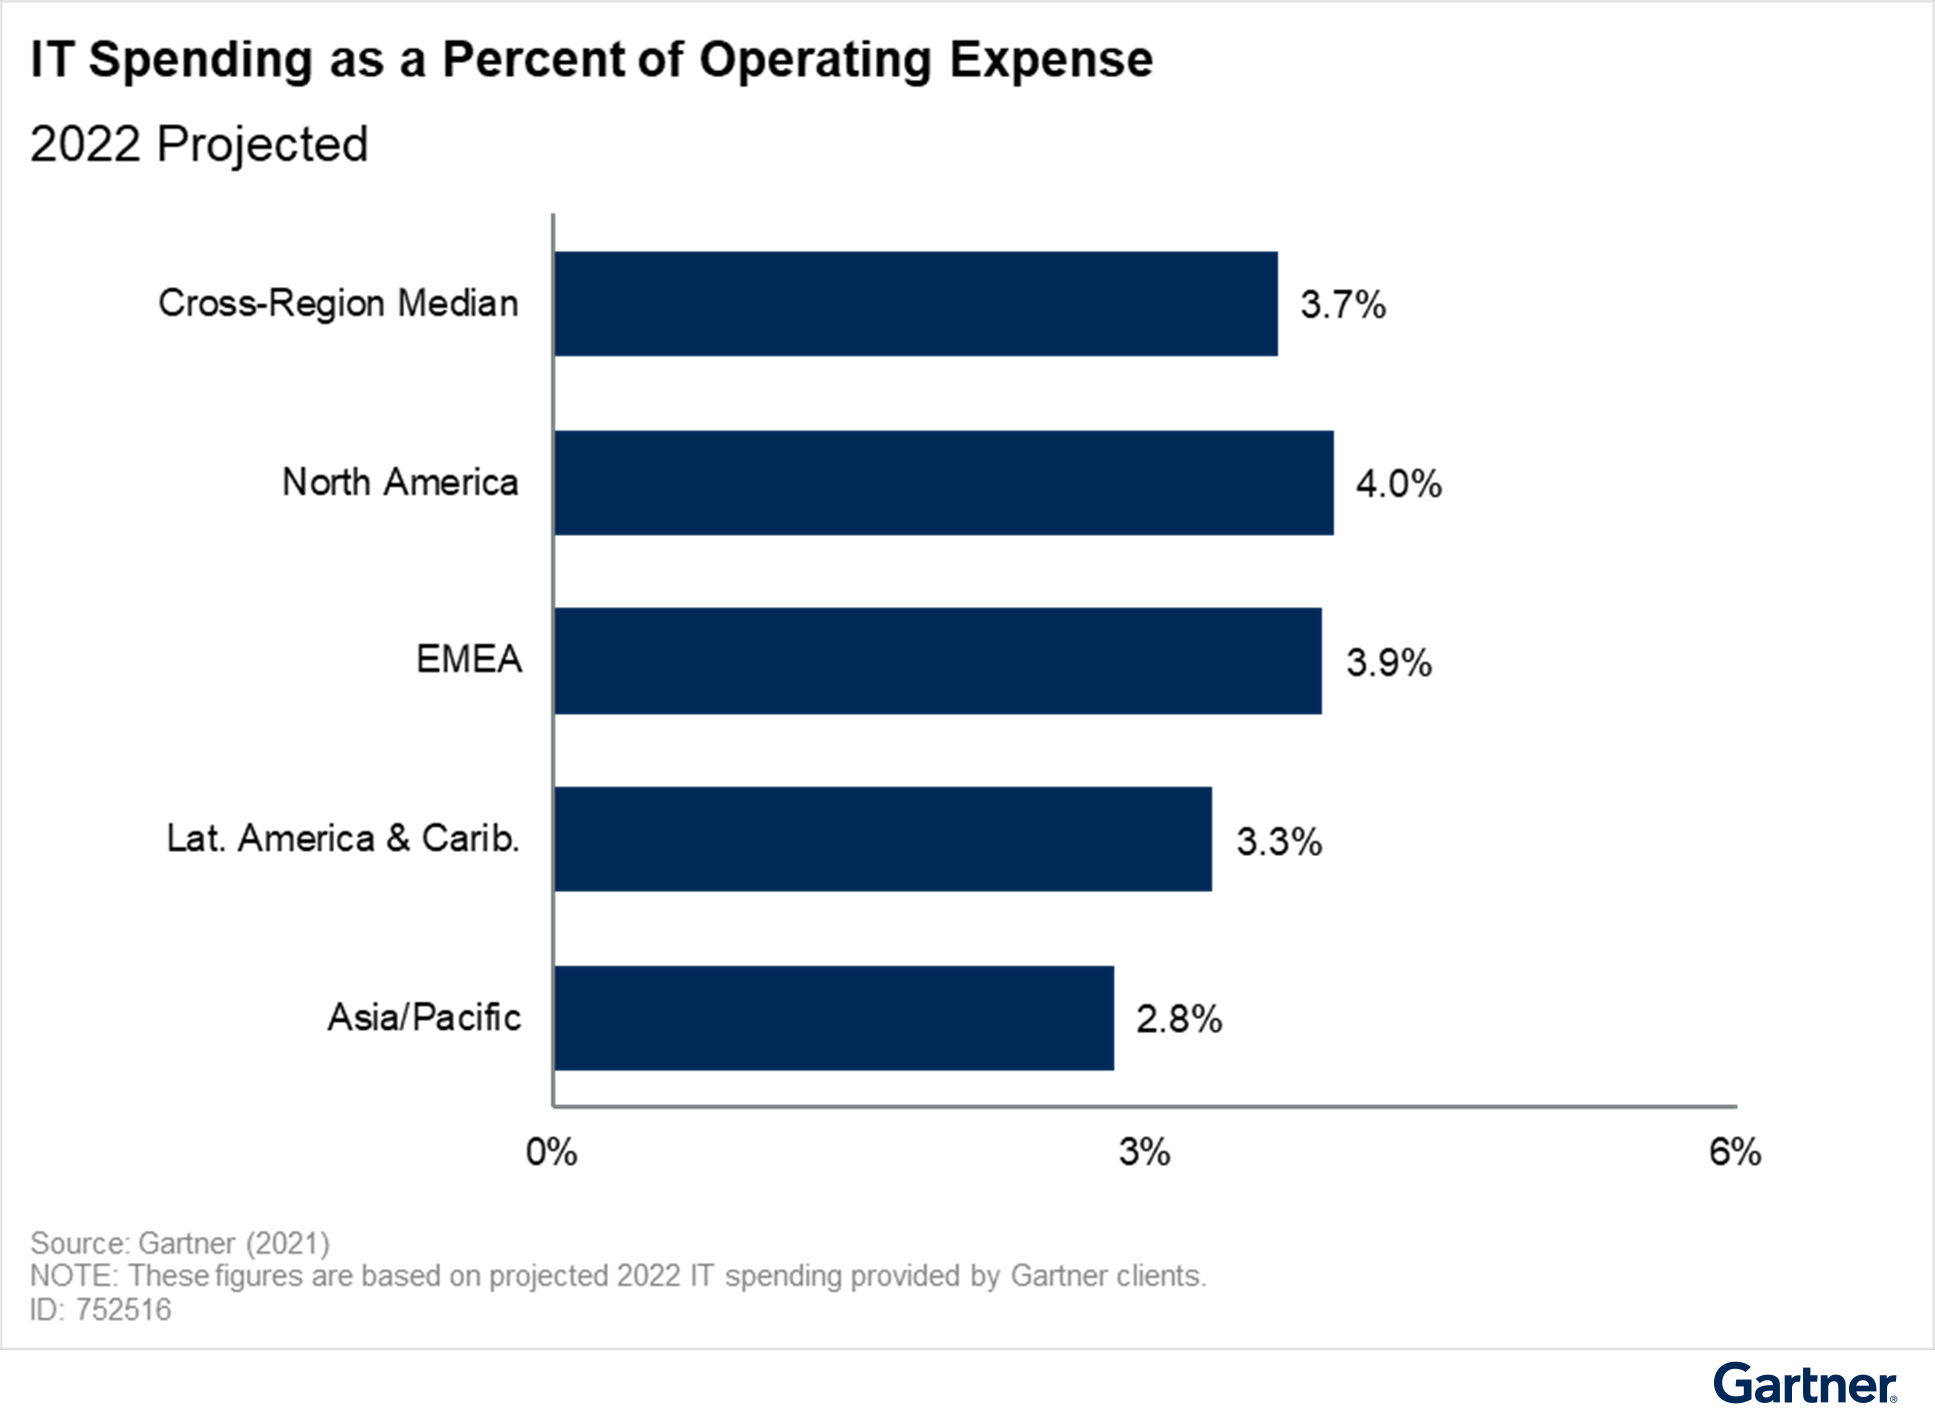 IT Spending as a Percent of Operating Expense
2022 Projected
Cross-Region Median 3.7%
North America 4.0%
EMEA 3.9%
Lat. America & Carib. 3.3%
Asia/Pacific 2.8%
0% 3% 6%
Source: Gartner (2021)
NOTE: These figures are based on projected 2022 IT spending provided by Gartner clients.
ID: 752516
Gartner®